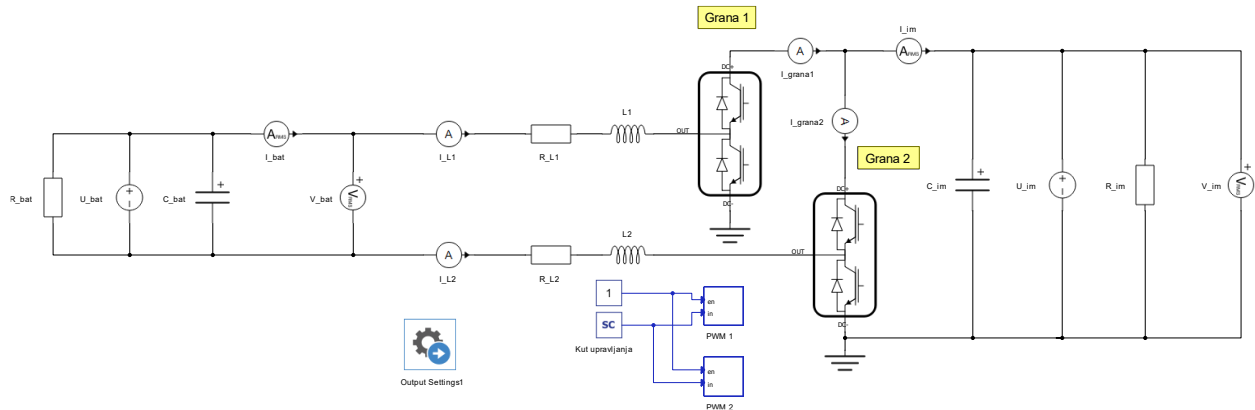 Grana 1
I_im
A
A RMS
DC+
I_grana1
L1
I_grana2
A
OUT
A RMS
A
Grana 2
I_bat
I_L1
R_L1
DC+
R_bat
U_bat
C_bat
V_bat
V RMS
DC-
C_im
U_im
R_im
V_im
V RMS
L2
OUT
A
I_L2
R_L2
1
en
in
PWM 1
SC
DC-
Kut upravljanja
en
in
PWM 2
Output Settings1